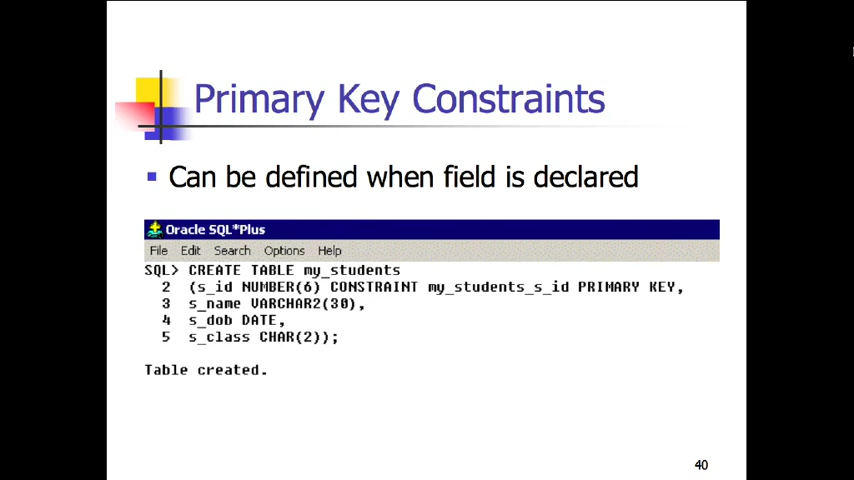 Primary Key Constraints
Can be defined when field is declared
Oracle SQL*Plus
File Edit Search Options Help
SQL> CREATE TABLE my_students
2 (s_id NUMBER(6) CONSTRAINT my_students_s_id PRIMARY KEY,
3 s_name VARCHAR2(30),
4 s_dob DATE,
5 s_class CHAR(2));
Table created.
40